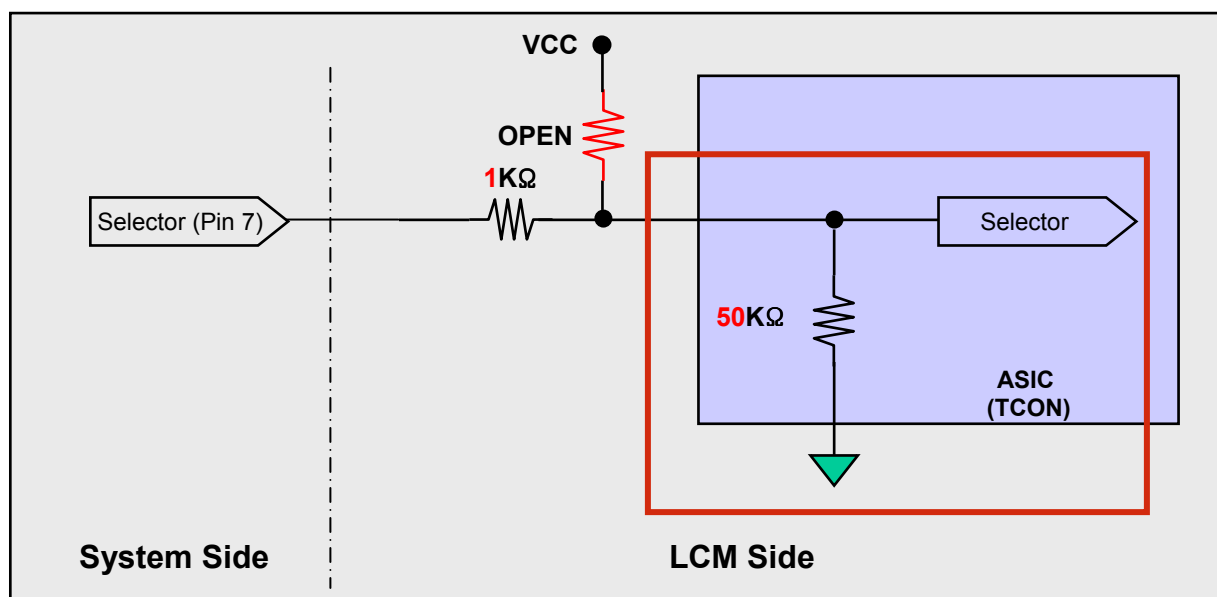 VCC
OPEN
1KΩ
Selector (Pin 7)
Selector
50KΩ
ASIC
(TCON)
System Side
LCM Side